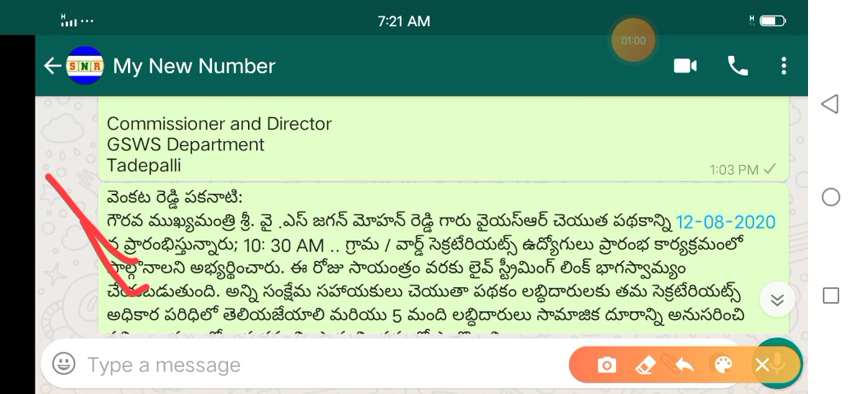 7:21 AM
01:00
SNR
My New Number
Commissioner and Director
GSWS Department
Tadepalli
1:03 PM
వెంకట రెడ్డి పకనాటి:
గౌరవ ముఖ్యమంత్రి శ్రీ. వై .ఎస్ జగన్ మోహన్ రెడ్డి గారు వైయస్ఆర్ చెయుత పథకాన్ని 12-08-2020
న ప్రారంభిస్తున్నారు; 10: 30 AM .. గ్రామ / వార్డ్ సెక్రటేరియట్స్ ఉద్యోగులు ప్రారంభ కార్యక్రమంలో
పాల్గొనాలని అభ్యర్థించారు. ఈ రోజు సాయంత్రం వరకు లైవ్ స్ట్రీమింగ్ లింక్ భాగస్వామ్యం
చేయబడుతుంది. అన్ని సంక్షేమ సహాయకులు చెయుతా పథకం లబ్ధిదారులకు తమ సెక్రటేరియట్స్
అధికార పరిధిలో తెలియజేయాలి మరియు 5 మంది లబ్ధిదారులు సామాజిక దూరాన్ని అనుసరించి
Type a message